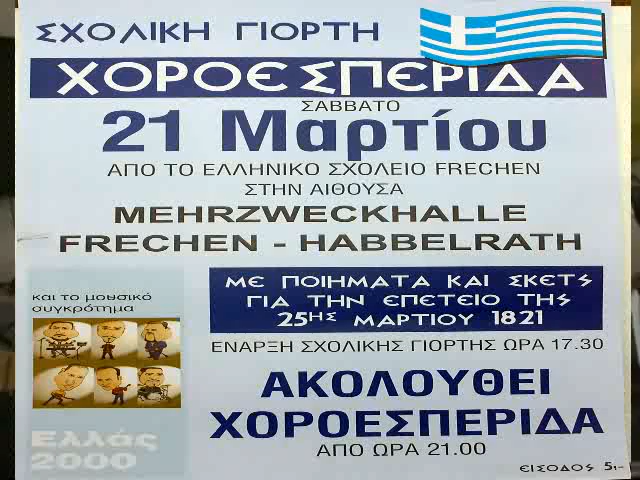 ΣΧΟΛΙΚΗ ΓΙΟΡΤΗ
ΧΟΡΟΕΣΠΕΡΙΔΑ
ΣΑΒΒΑΤΟ
21 Μαρτίου
ΑΠΟ ΤΟ ΕΛΛΗΝΙΚΟ ΣΧΟΛΕΙΟ FRECHEN
ΣΤΗΝ ΑΙΘΟΥΣΑ
MEHRZWECKHALLE
FRECHEN - HABBELRATH
ΜΕ ΠΟΙΗΜΑΤΑ ΚΑΙ ΣΚΕΤΣ
ΓΙΑ ΤΗΝ ΕΠΕΤΕΙΟ ΤΗΣ
25ΗΣ ΜΑΡΤΙΟΥ 1821
και το μουσικό
συγκρότημα
Ελλάς
2000
ΕΝΑΡΞΗ ΣΧΟΛΙΚΗΣ ΓΙΟΡΤΗΣ ΩΡΑ 17.30
ΑΚΟΛΟΥΘΕΙ
ΧΟΡΟΕΣΠΕΡΙΔΑ
ΑΠΟ ΩΡΑ 21.00
ΕΙΣΟΔΟΣ 5,-